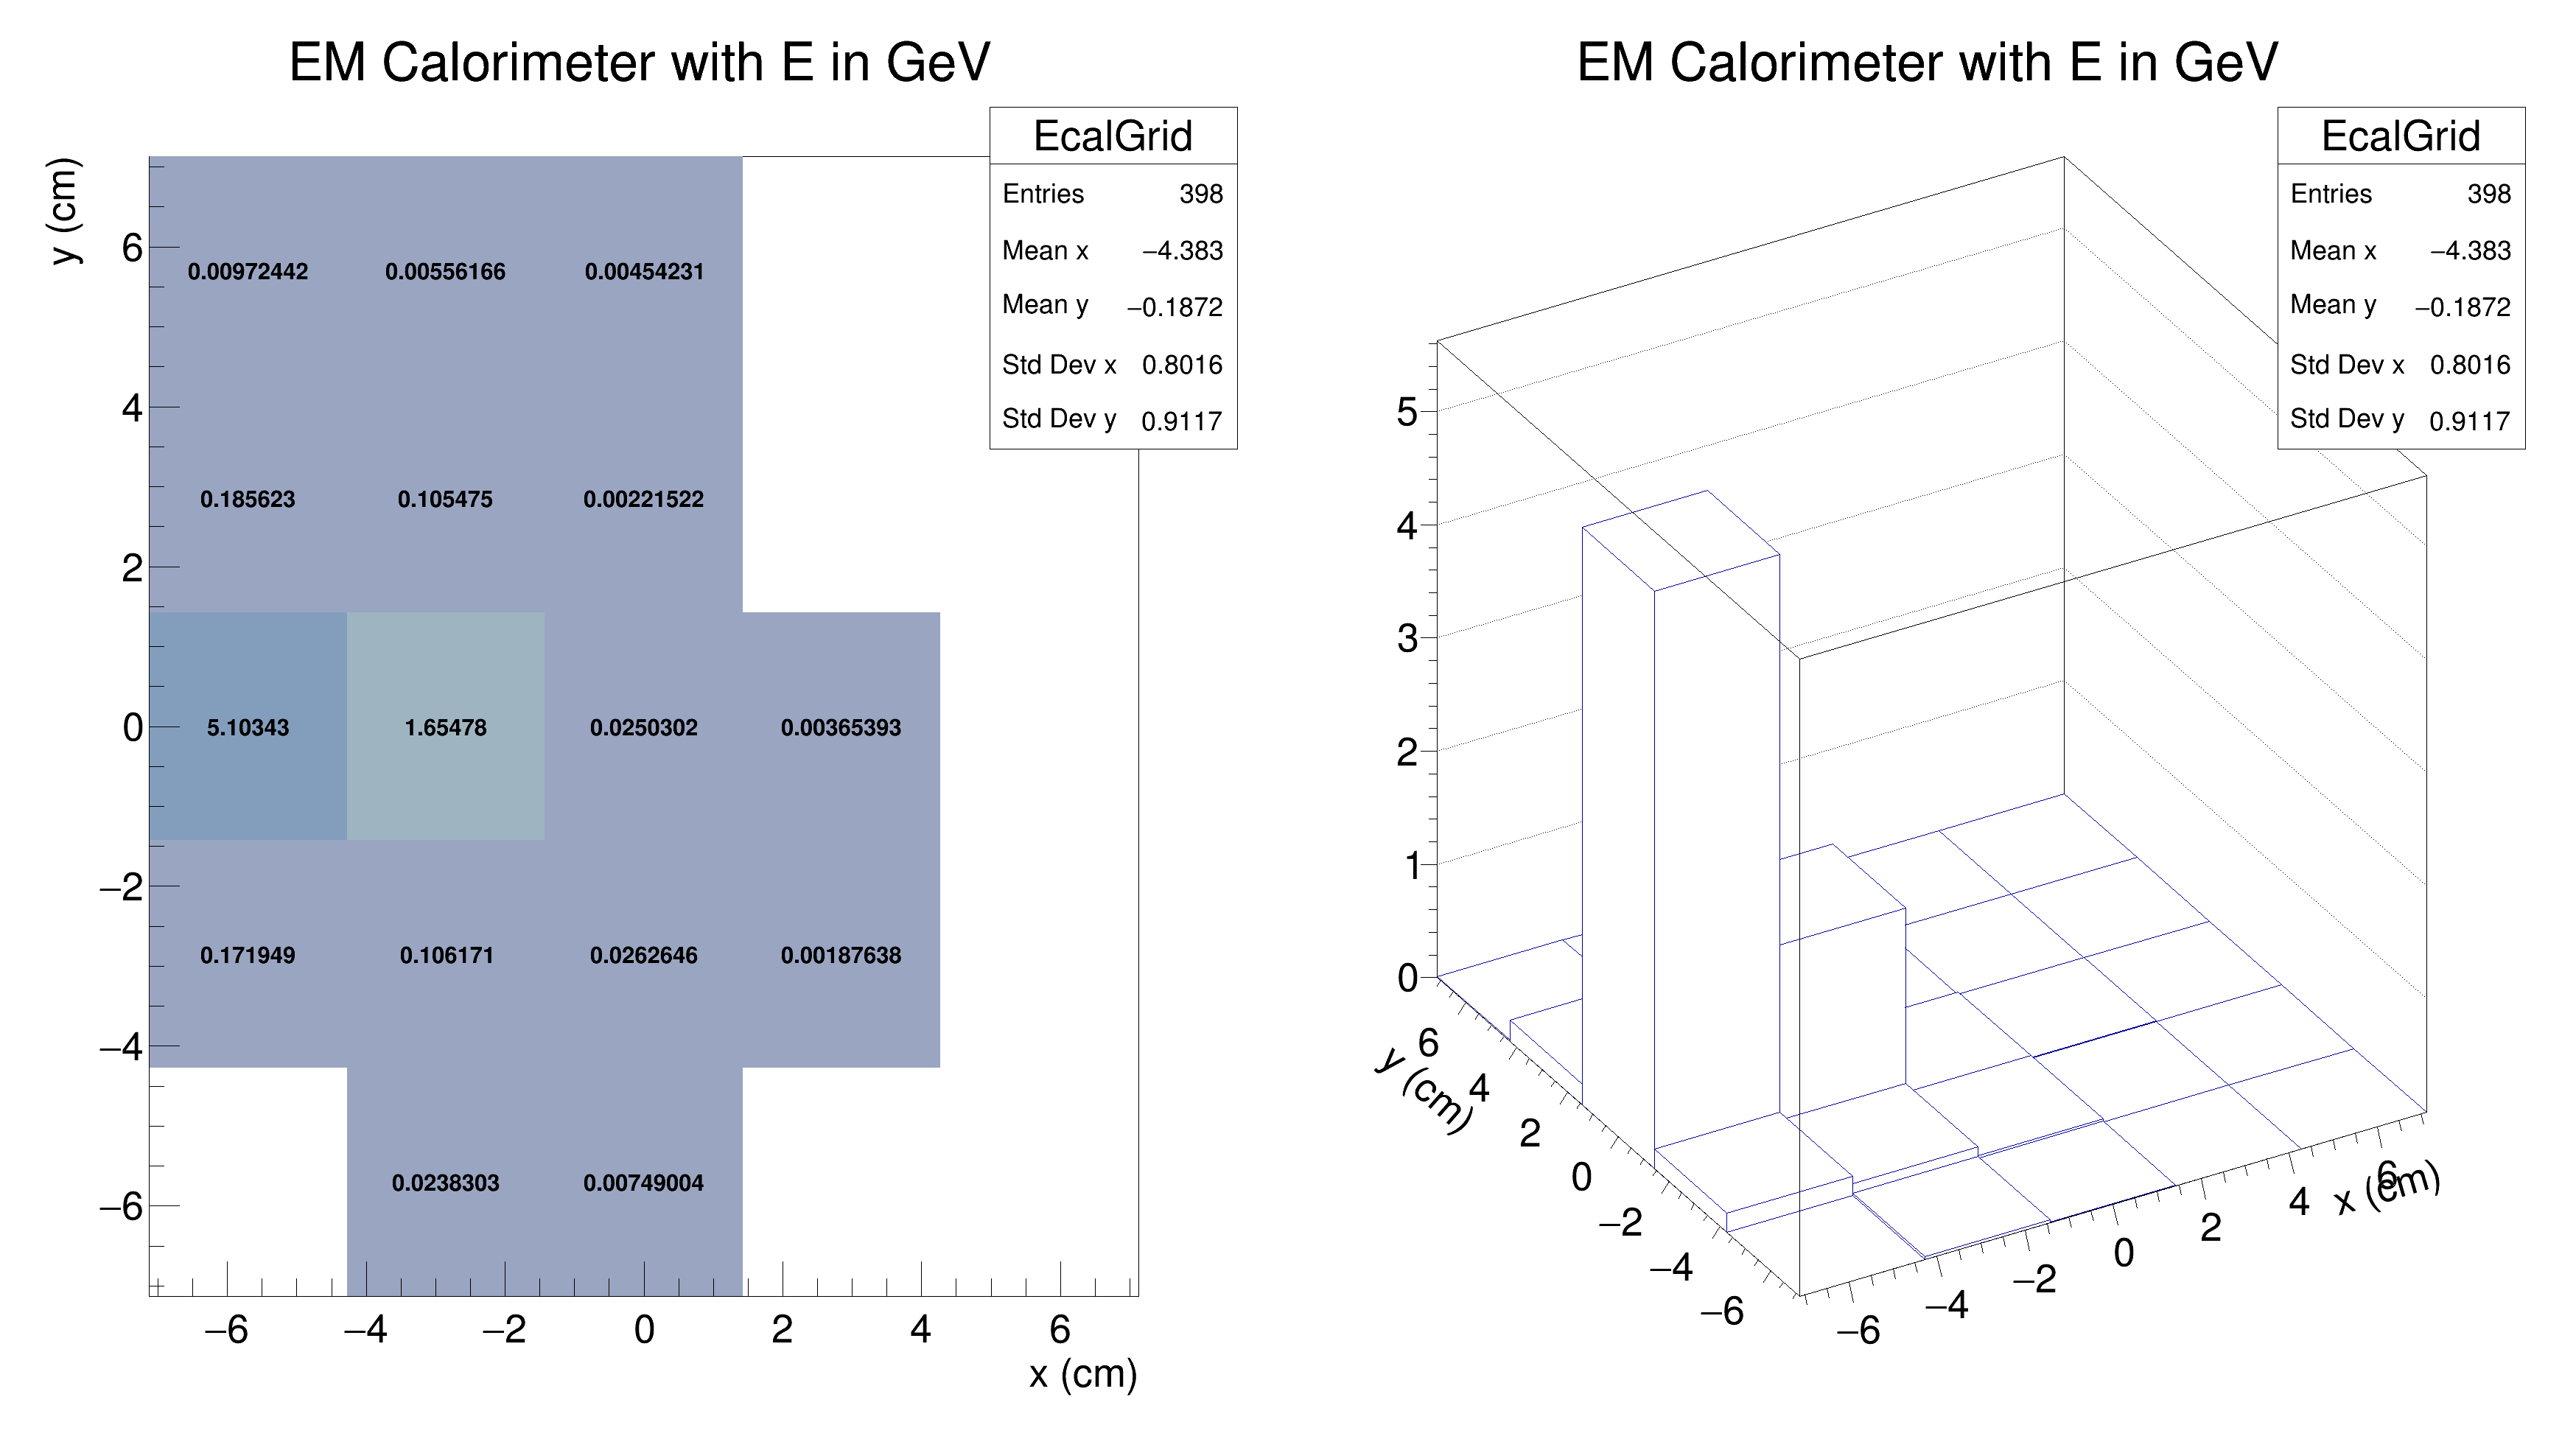 EM Calorimeter with E in GeV
EcalGrid
Entries 398
Mean x −4.383
Mean y −0.1872
Std Dev x 0.8016
Std Dev y 0.9117
y (cm)
6
4
2
0
−2
−4
−6
0.00972442 0.00556166 0.00454231
0.185623 0.105475 0.00221522
5.10343 1.65478 0.0250302 0.00365393
0.171949 0.106171 0.0262646 0.00187638
0.0238303 0.00749004
−6 −4 −2 0 2 4 6
x (cm)
EM Calorimeter with E in GeV
EcalGrid
Entries 398
Mean x −4.383
Mean y −0.1872
Std Dev x 0.8016
Std Dev y 0.9117
5
4
3
2
1
0
6
4
2
0
−2
−4
−6
y (cm)
−6
−4
−2
0
2
4
6
x (cm)